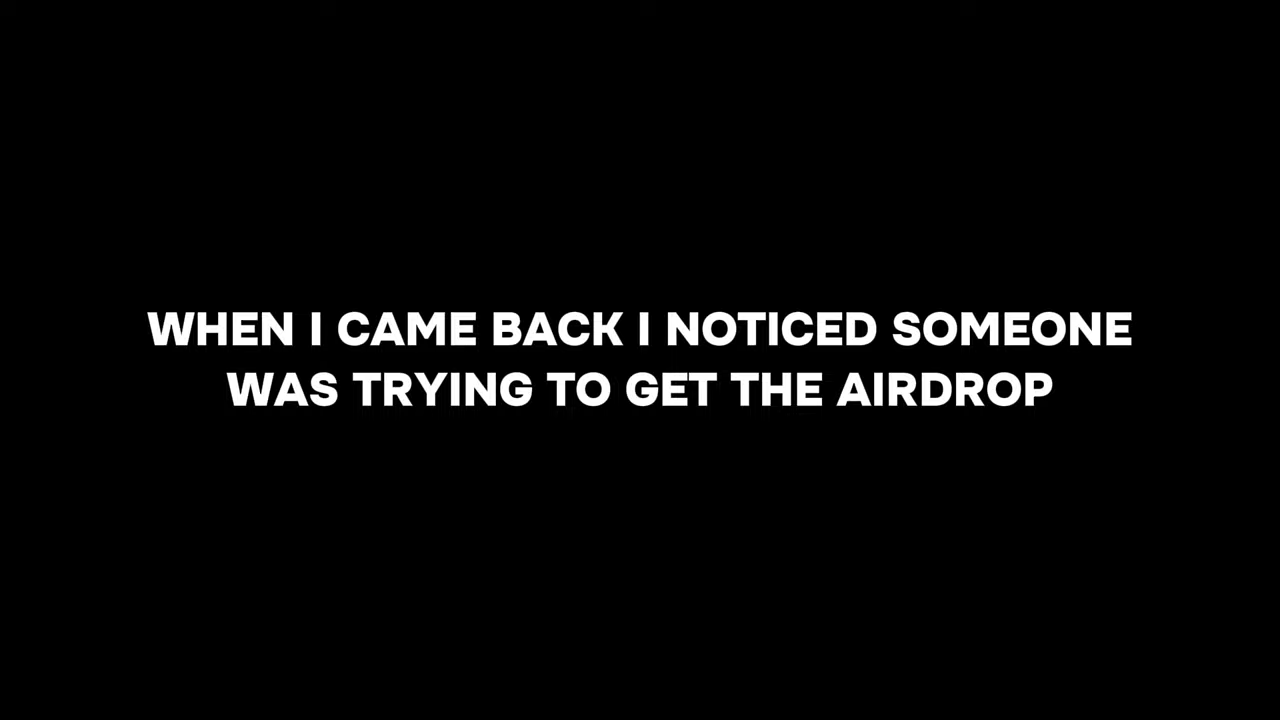 WHEN I CAME BACK I NOTICED SOMEONE
WAS TRYING TO GET THE AIRDROP